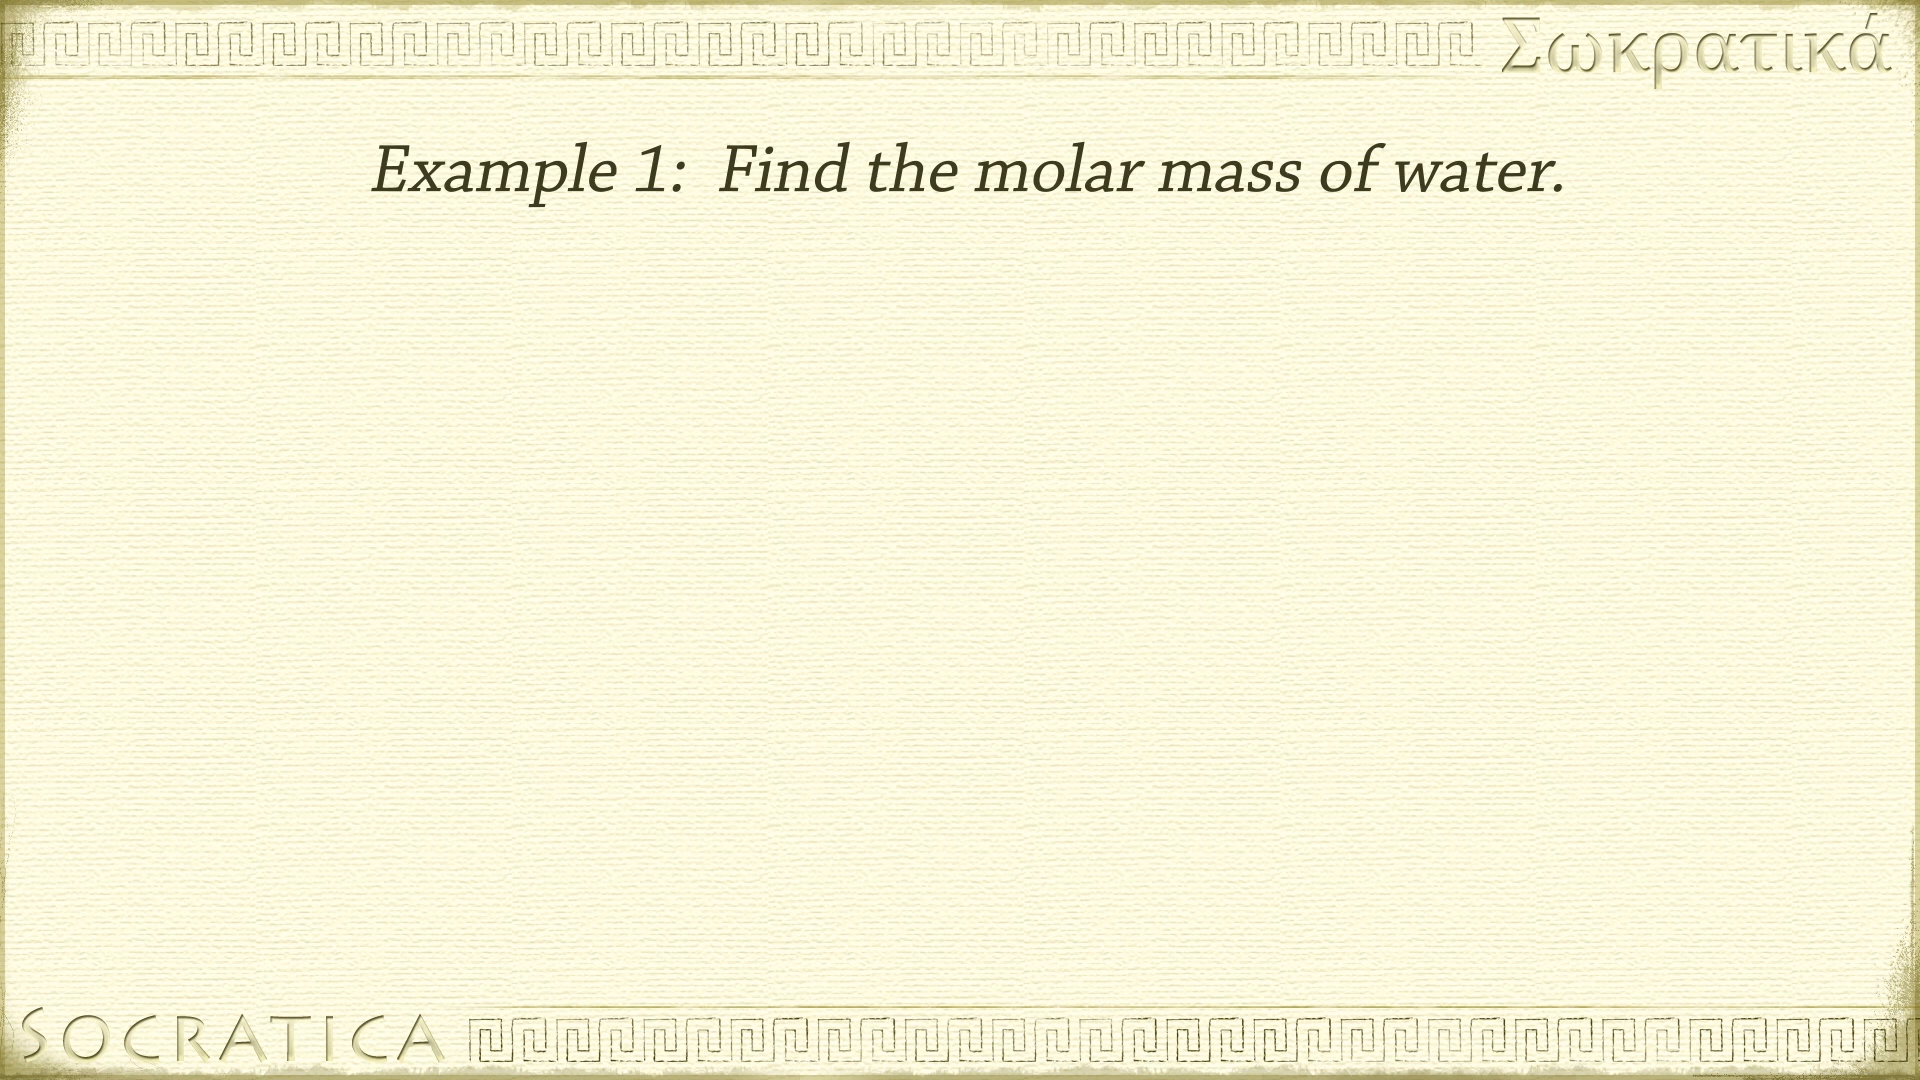 Σωκρατικά
Example 1: Find the molar mass of water.
SOCRATICA